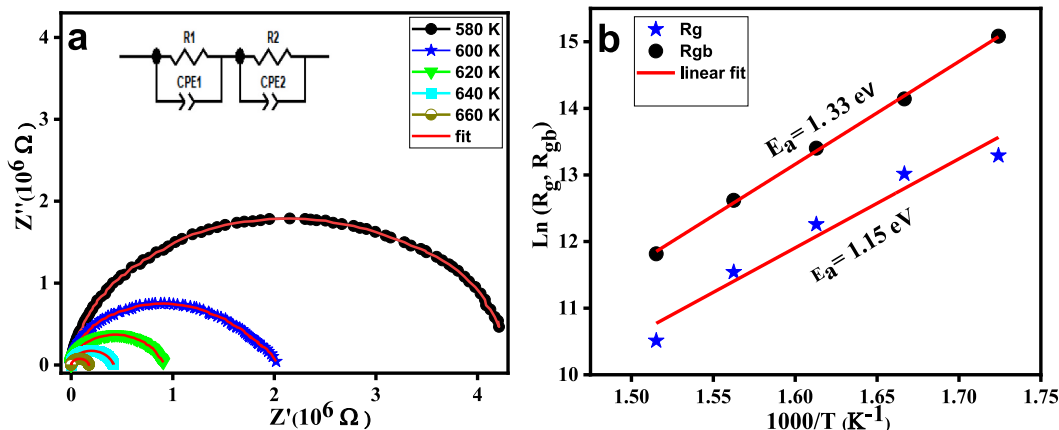 a
R1
R2
CPE1
CPE2
580 K
600 K
620 K
640 K
660 K
fit
4
3
2
1
0
Z''(10⁶ Ω)
0
1
2
3
4
Z'(10⁶ Ω)
b
Rg
Rgb
linear fit
Eₐ= 1. 33 eV
Eₐ= 1.15 eV
15
14
13
12
11
10
Ln (R_g, R_gb)
1.50
1.55
1.60
1.65
1.70
1.75
1000/T (K⁻¹)